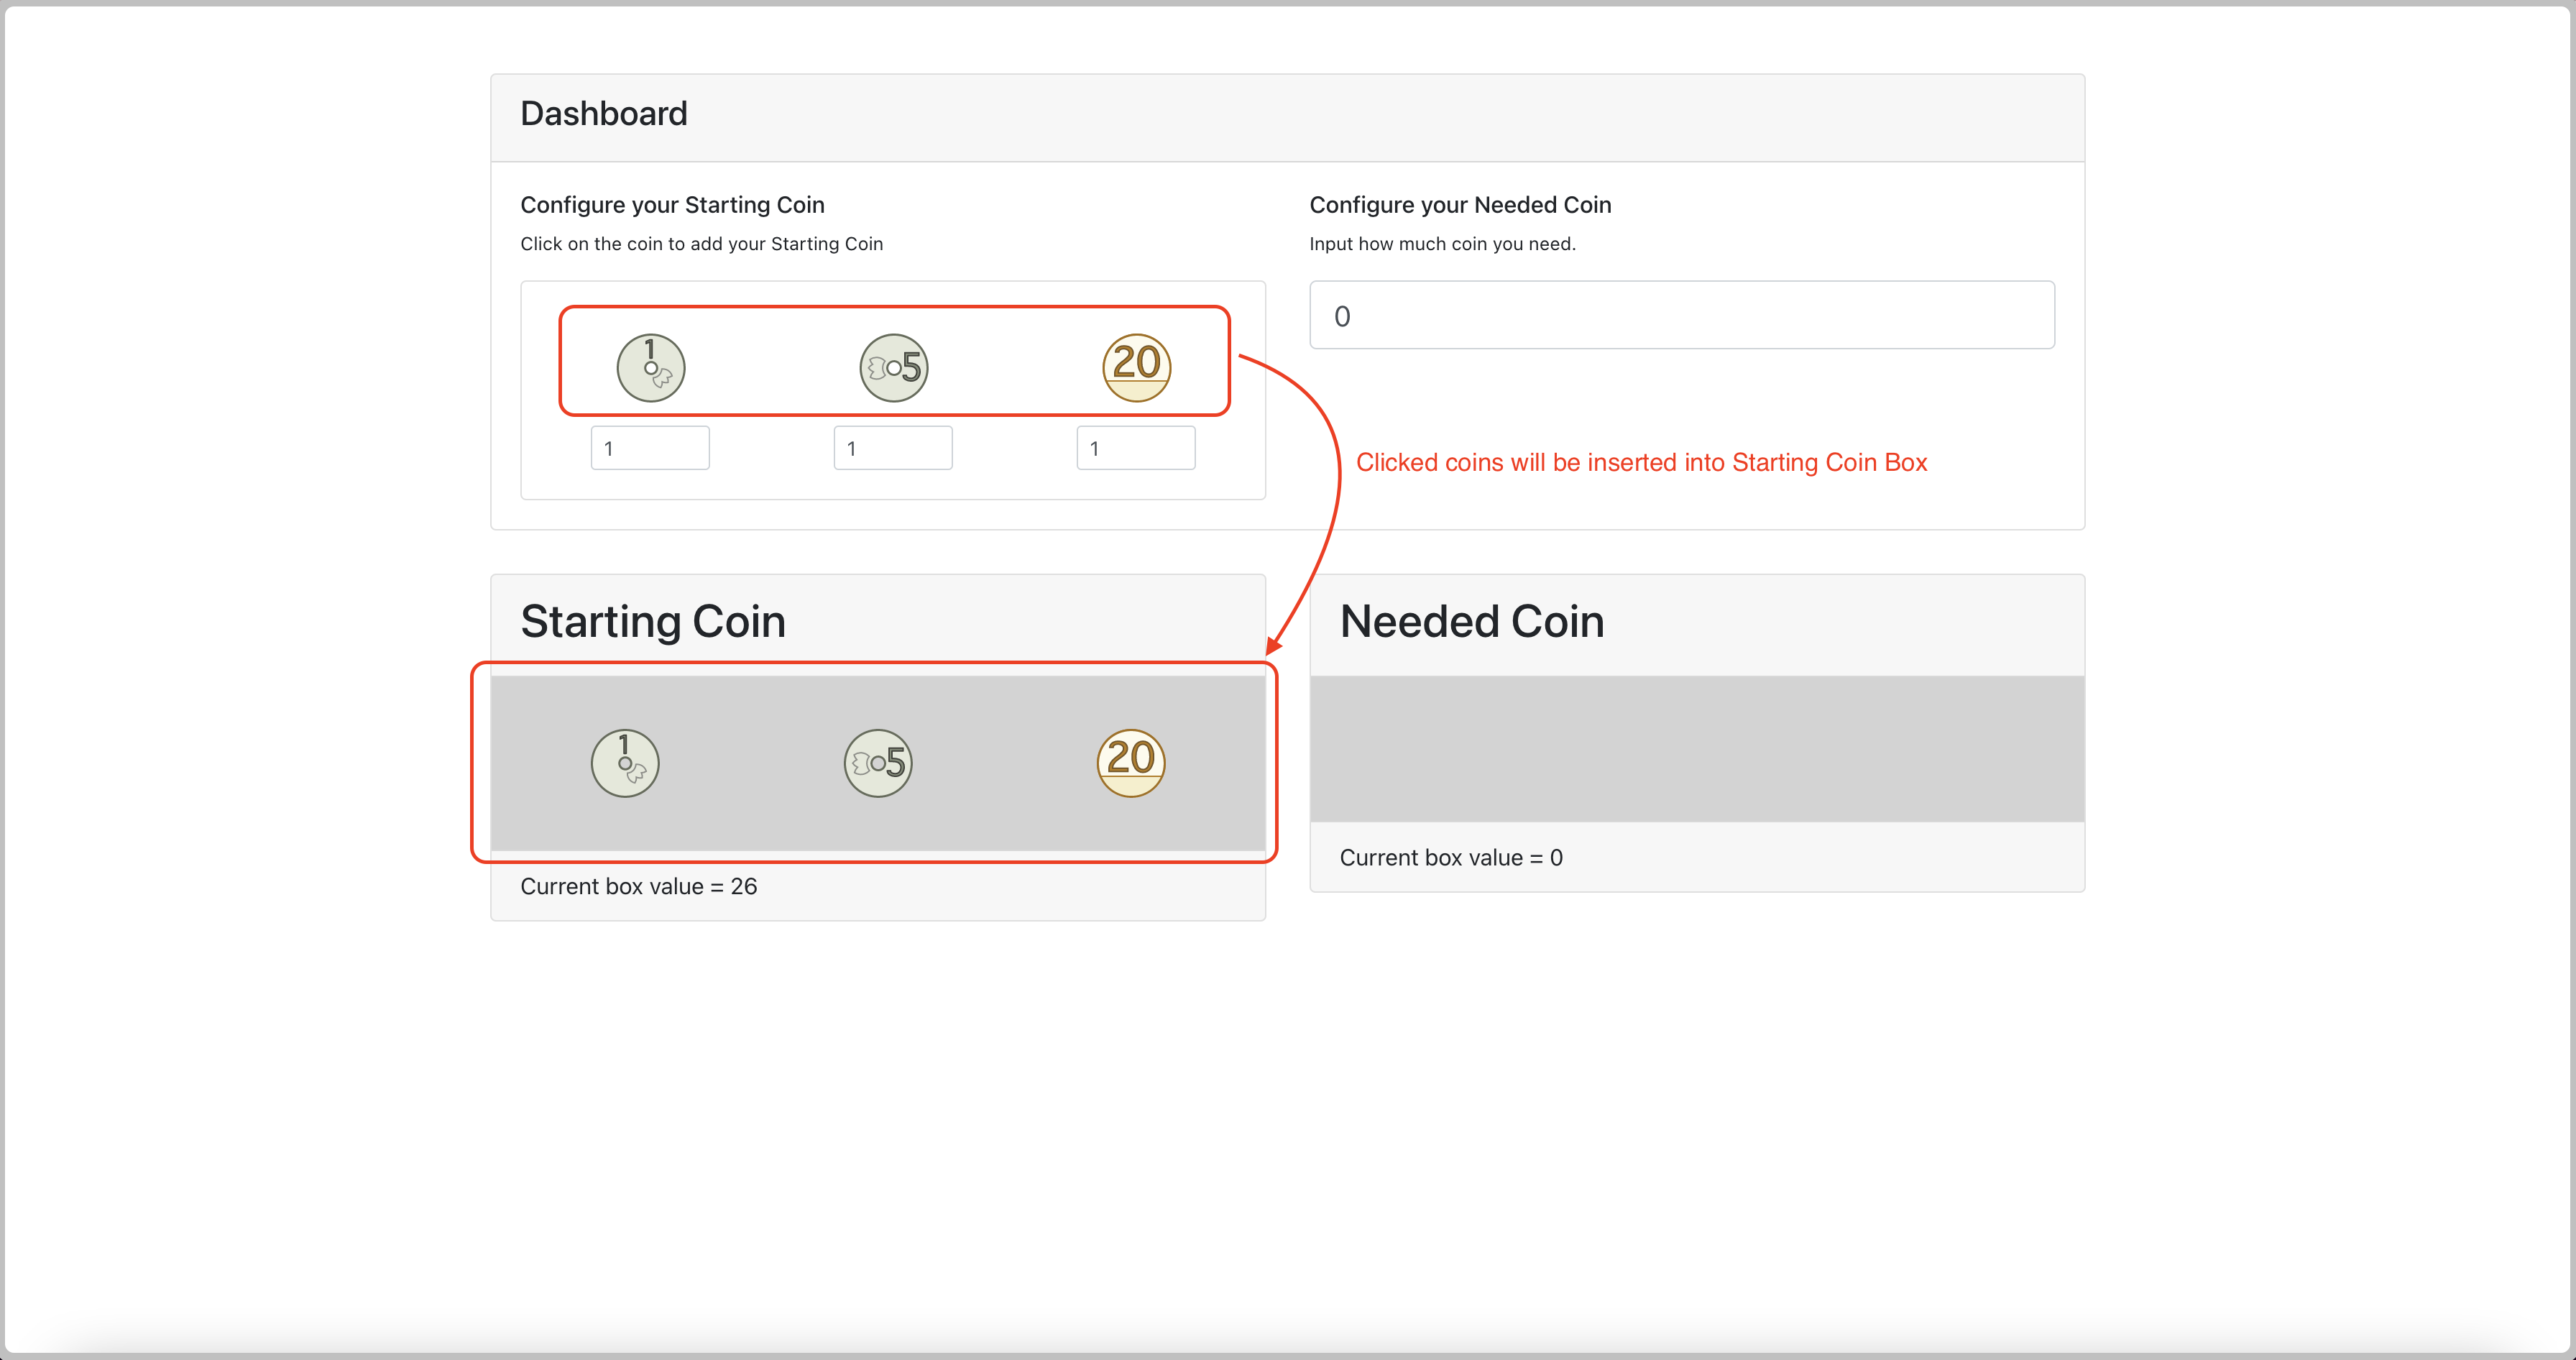 Dashboard
Configure your Starting Coin
Click on the coin to add your Starting Coin
1 5 20
1 1 1
Configure your Needed Coin
Input how much coin you need.
0
Clicked coins will be inserted into Starting Coin Box
Starting Coin
1 5 20
Current box value = 26
Needed Coin
Current box value = 0